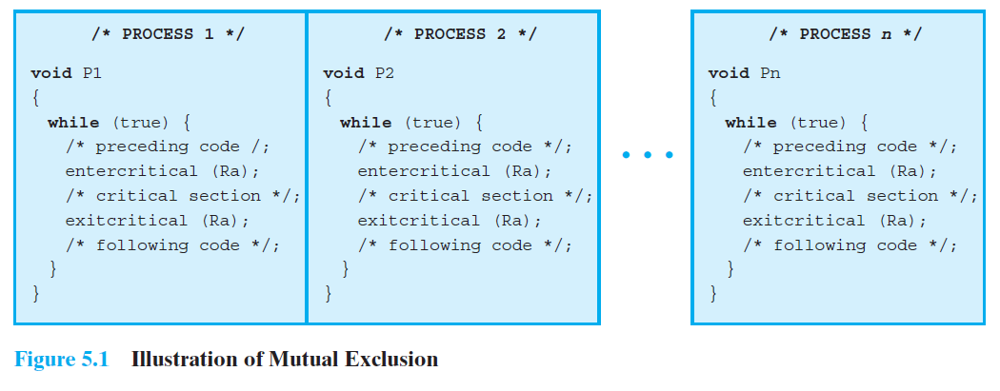 /* PROCESS 1 */
void P1
{
while (true) {
/* preceding code /;
entercritical (Ra);
/* critical section */;
exitcritical (Ra);
/* following code */;
}
}
/* PROCESS 2 */
void P2
{
while (true) {
/* preceding code */;
entercritical (Ra);
/* critical section */;
exitcritical (Ra);
/* following code */;
}
}
• • •
/* PROCESS n */
void Pn
{
while (true) {
/* preceding code */;
entercritical (Ra);
/* critical section */;
exitcritical (Ra);
/* following code */;
}
}
Figure 5.1 Illustration of Mutual Exclusion